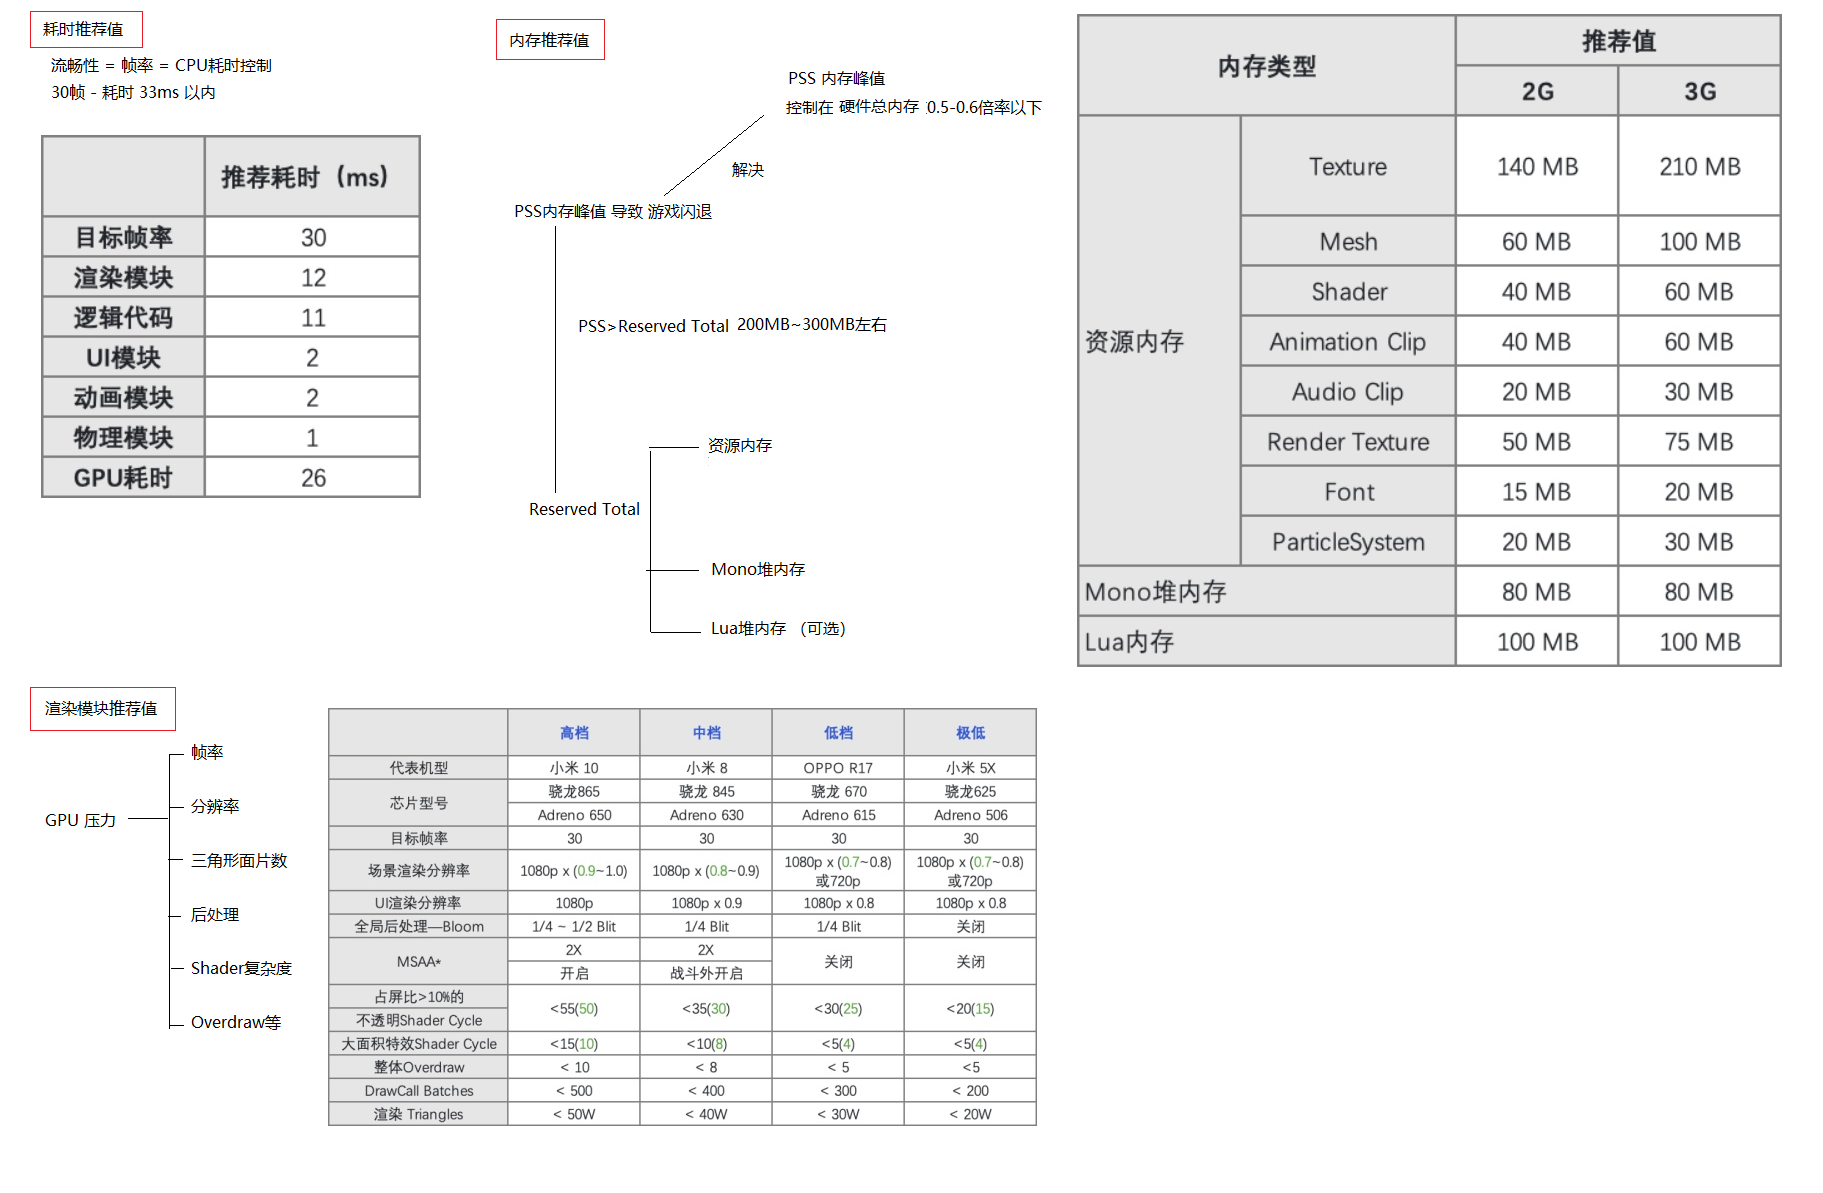 耗时推荐值
流畅性 = 帧率 = CPU耗时控制
30帧 - 耗时 33ms 以内
推荐耗时（ms）
目标帧率 30
渲染模块 12
逻辑代码 11
UI模块 2
动画模块 2
物理模块 1
GPU耗时 26
内存推荐值
PSS 内存峰值
控制在 硬件总内存 0.5-0.6倍率以下
解决
PSS内存峰值 导致 游戏闪退
PSS>Reserved Total 200MB~300MB左右
资源内存
Reserved Total
Mono堆内存
Lua堆内存 （可选）
内存类型 推荐值
2G 3G
资源内存
Texture 140 MB 210 MB
Mesh 60 MB 100 MB
Shader 40 MB 60 MB
Animation Clip 40 MB 60 MB
Audio Clip 20 MB 30 MB
Render Texture 50 MB 75 MB
Font 15 MB 20 MB
ParticleSystem 20 MB 30 MB
Mono堆内存 80 MB 80 MB
Lua内存 100 MB 100 MB
渲染模块推荐值
GPU 压力
帧率
分辨率
三角形面片数
后处理
Shader复杂度
Overdraw等
高档 中档 低档 极低
代表机型 小米 10 小米 8 OPPO R17 小米 5X
芯片型号 骁龙865 骁龙 845 骁龙 670 骁龙625
Adreno 650 Adreno 630 Adreno 615 Adreno 506
目标帧率 30 30 30 30
场景渲染分辨率 1080p x (0.9~1.0) 1080p x (0.8~0.9) 1080p x (0.7~0.8) 1080p x (0.7~0.8)
或720p 或720p
UI渲染分辨率 1080p 1080p x 0.9 1080p x 0.8 1080p x 0.8
全局后处理—Bloom 1/4 ~ 1/2 Blit 1/4 Blit 1/4 Blit 关闭
MSAA* 2X 2X 关闭 关闭
开启 战斗外开启
占屏比>10%的 <55(50) <35(30) <30(25) <20(15)
不透明Shader Cycle
大面积特效Shader Cycle <15(10) <10(8) <5(4) <5(4)
整体Overdraw < 10 < 8 < 5 <5
DrawCall Batches < 500 < 400 < 300 < 200
渲染 Triangles < 50W < 40W < 30W < 20W